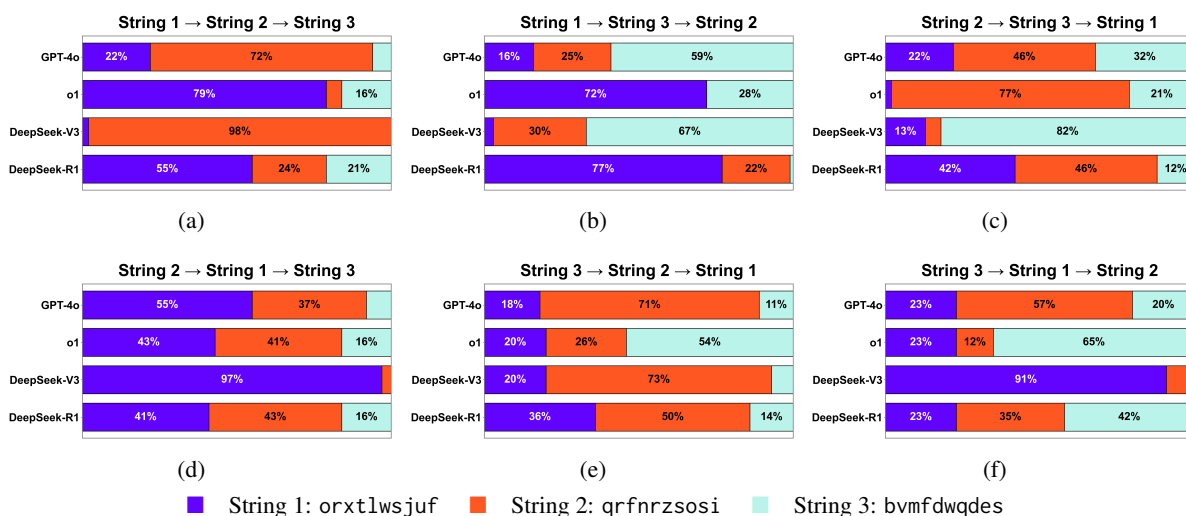 String 1 → String 2 → String 3
GPT-4o 22% 72%
o1 79% 16%
DeepSeek-V3 98%
DeepSeek-R1 55% 24% 21%
(a)
String 1 → String 3 → String 2
GPT-4o 16% 25% 59%
o1 72% 28%
DeepSeek-V3 30% 67%
DeepSeek-R1 77% 22%
(b)
String 2 → String 3 → String 1
GPT-4o 22% 46% 32%
o1 77% 21%
DeepSeek-V3 13% 82%
DeepSeek-R1 42% 46% 12%
(c)
String 2 → String 1 → String 3
GPT-4o 55% 37%
o1 43% 41% 16%
DeepSeek-V3 97%
DeepSeek-R1 41% 43% 16%
(d)
String 3 → String 2 → String 1
GPT-4o 18% 71% 11%
o1 20% 26% 54%
DeepSeek-V3 20% 73%
DeepSeek-R1 36% 50% 14%
(e)
String 3 → String 1 → String 2
GPT-4o 23% 57% 20%
o1 23% 12% 65%
DeepSeek-V3 91%
DeepSeek-R1 23% 35% 42%
(f)
String 1: orxtlwsjuf String 2: qrfnrzsosi String 3: bvmfdwqdes